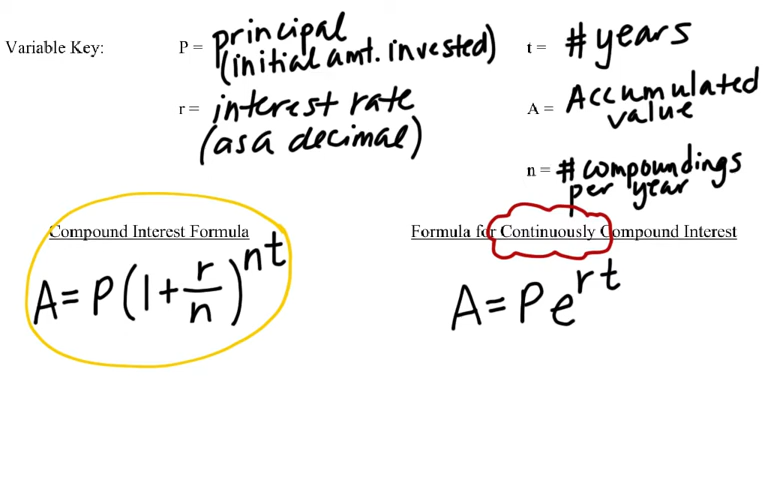 Variable Key:
P = principal
(initial amt. invested)
r = interest rate
(as a decimal)
t = # years
A = Accumulated
value
n = # compoundings
per year
Compound Interest Formula
A = P(1 + r/n)^nt
Formula for Continuously Compound Interest
A = Pe^rt